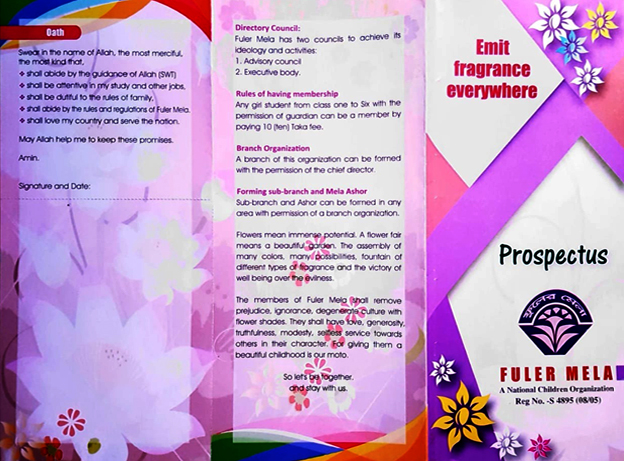 Oath
Swear in the name of Allah, the most merciful,
the most kind that,
❖ shall abide by the guidance of Allah (SWT)
❖ shall be attentive in my study and other jobs,
❖ shall be dutiful to the rules of family,
❖ shall abide by the rules and regulations of Fuler Mela.
❖ shall love my country and serve the nation.
May Allah help me to keep these promises.
Amin.
Signature and Date:
Directory Council:
Fuler Mela has two councils to achieve its
ideology and activities:
1. Advisory council
2. Executive body.
Rules of having membership
Any girl student from class one to Six with the
permission of guardian can be a member by
paying 10 (ten) Taka fee.
Branch Organization
A branch of this organization can be formed
with the permission of the chief director.
Forming sub-branch and Mela Ashor
Sub-branch and Ashor can be formed in any
area with permission of a branch organization.
Flowers mean immense potential. A flower fair
means a beautiful garden. The assembly of
many colors, many possibilities, fountain of
different types of fragrance and the victory of
well being over the evilness.
The members of Fuler Mela shall remove
prejudice, ignorance, degenerate culture with
flower shades. They shall have love, generosity,
truthfulness, modesty, selfless service towards
others in their character. For giving them a
beautiful childhood is our moto.
So let's be together.
and stay with us.
Emit
fragrance
everywhere
Prospectus
ফুলের মেলা
FULER MELA
A National Children Organization
Reg No. -S 4895 (08/05)